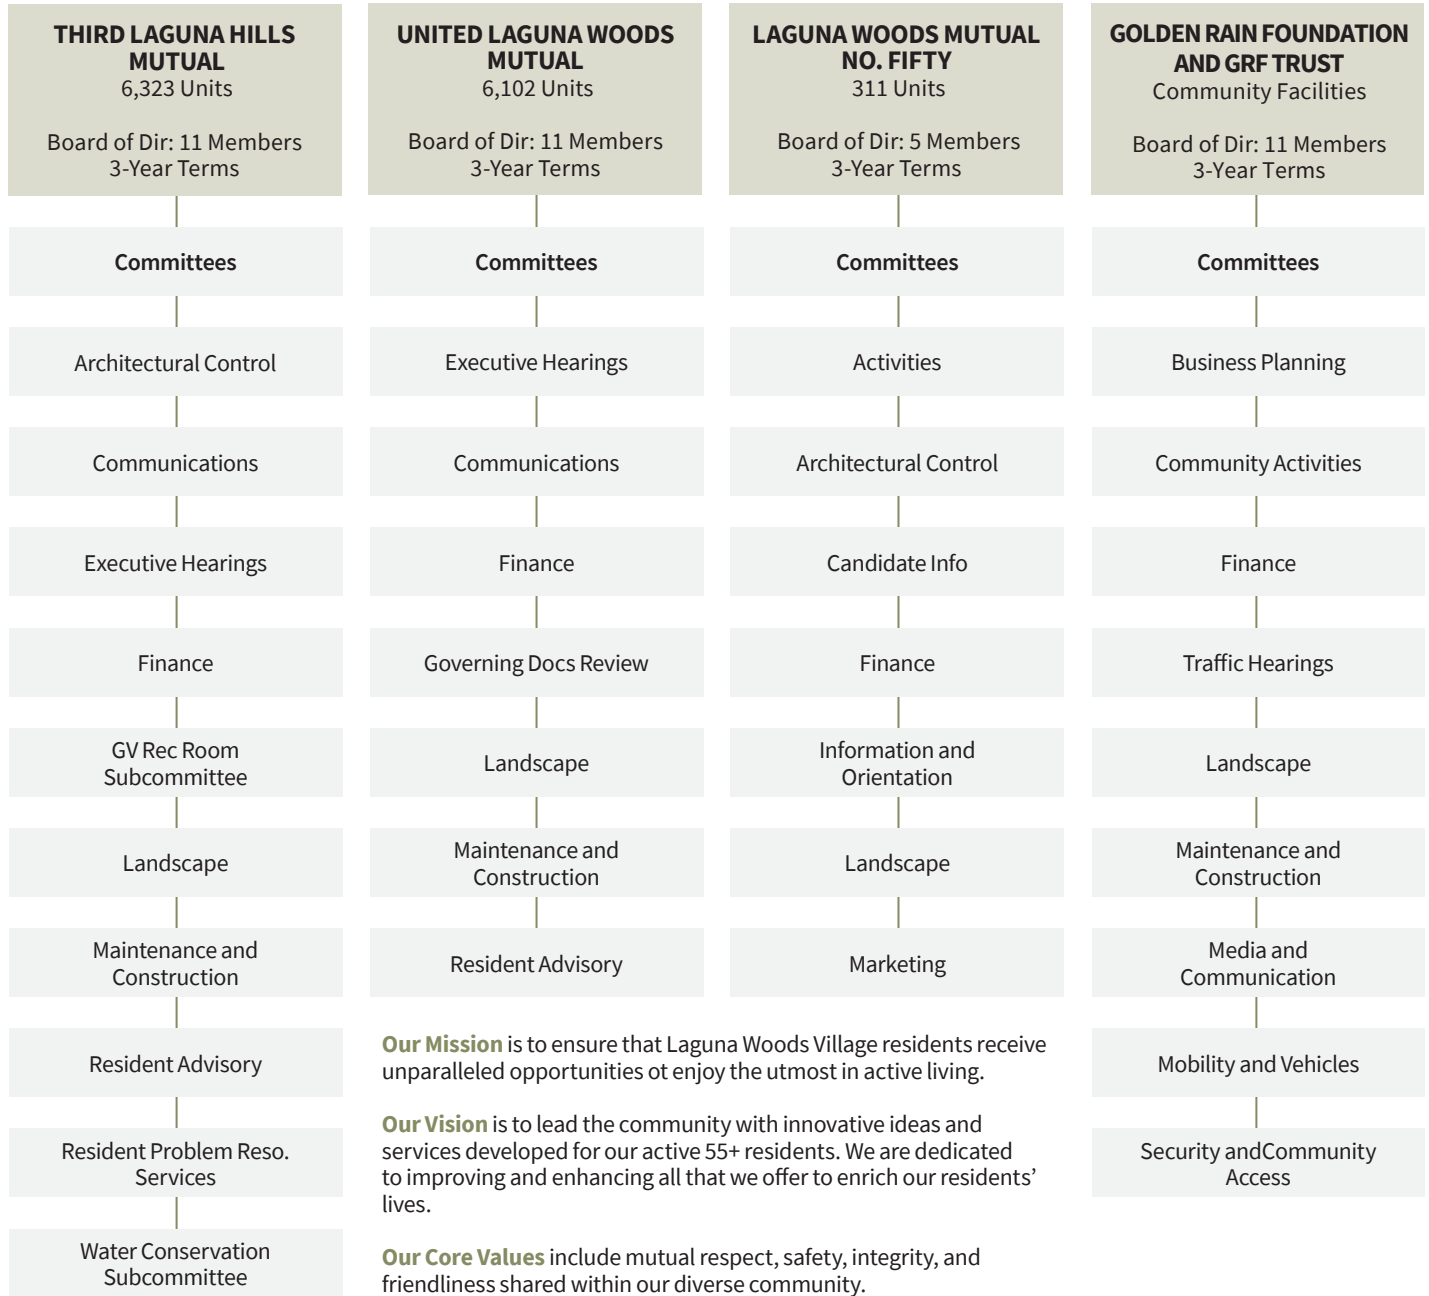 THIRD LAGUNA HILLS
MUTUAL
6,323 Units
Board of Dir: 11 Members
3-Year Terms
Committees
Architectural Control
Communications
Executive Hearings
Finance
GV Rec Room
Subcommittee
Landscape
Maintenance and
Construction
Resident Advisory
Resident Problem Reso.
Services
Water Conservation
Subcommittee
UNITED LAGUNA WOODS
MUTUAL
6,102 Units
Board of Dir: 11 Members
3-Year Terms
Committees
Executive Hearings
Communications
Finance
Governing Docs Review
Landscape
Maintenance and
Construction
Resident Advisory
LAGUNA WOODS MUTUAL
NO. FIFTY
311 Units
Board of Dir: 5 Members
3-Year Terms
Committees
Activities
Architectural Control
Candidate Info
Finance
Information and
Orientation
Landscape
Marketing
GOLDEN RAIN FOUNDATION
AND GRF TRUST
Community Facilities
Board of Dir: 11 Members
3-Year Terms
Committees
Business Planning
Community Activities
Finance
Traffic Hearings
Landscape
Maintenance and
Construction
Media and
Communication
Mobility and Vehicles
Security andCommunity
Access
Our Mission is to ensure that Laguna Woods Village residents receive
unparalleled opportunities ot enjoy the utmost in active living.
Our Vision is to lead the community with innovative ideas and
services developed for our active 55+ residents. We are dedicated
to improving and enhancing all that we offer to enrich our residents’
lives.
Our Core Values include mutual respect, safety, integrity, and
friendliness shared within our diverse community.